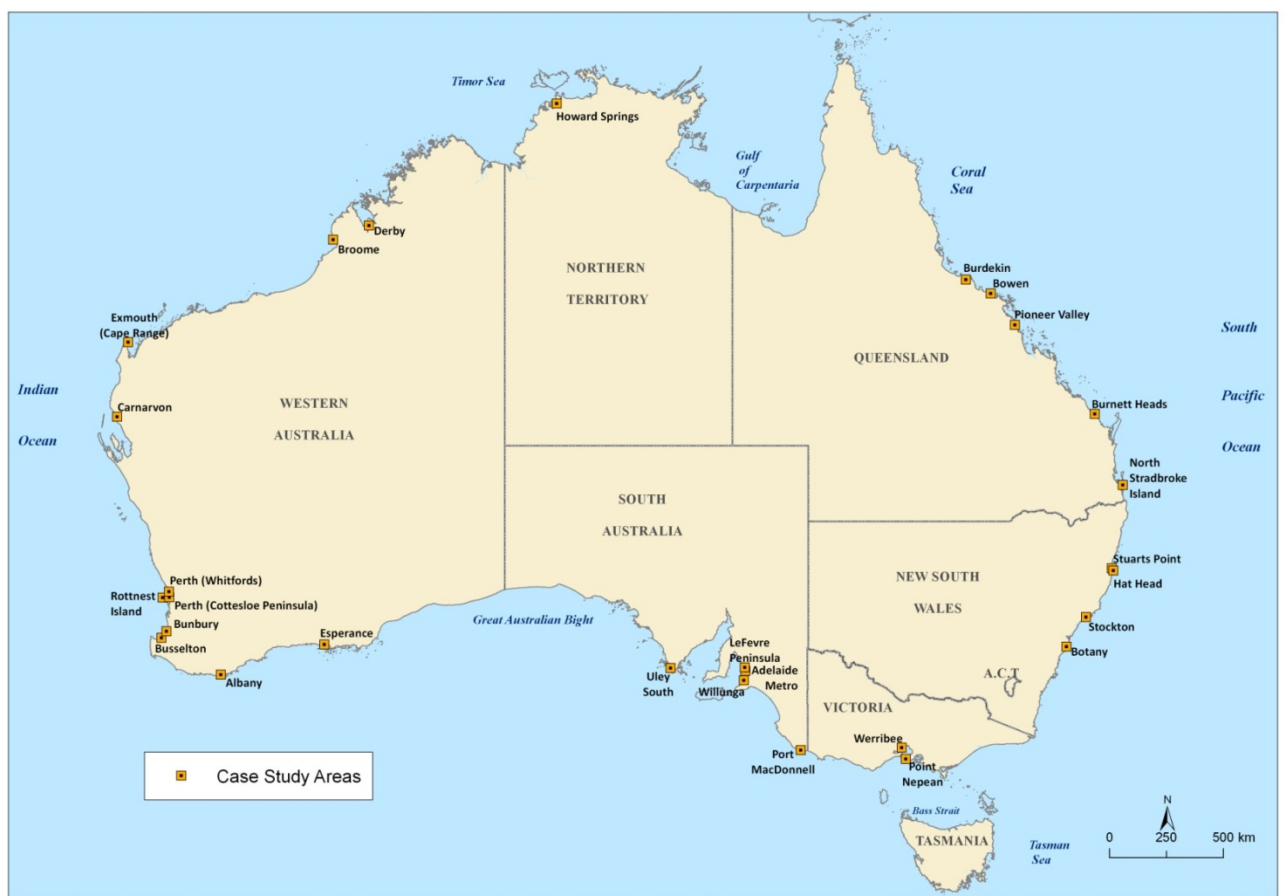 Timor Sea
Howard Springs
Gulf
of
Carpentaria
Coral
Sea
Derby
Broome
NORTHERN
TERRITORY
Burdekin
Bowen
Pioneer Valley
Exmouth
(Cape Range)
South
Pacific
Ocean
QUEENSLAND
Indian
Ocean
Carnarvon
WESTERN
AUSTRALIA
Burnett Heads
North
Stradbroke
Island
SOUTH
AUSTRALIA
Stuarts Point
Hat Head
NEW SOUTH
WALES
Perth (Whitfords)
Rottnest
Island
Perth (Cottesloe Peninsula)
Bunbury
Busselton
Esperance
Great Australian Bight
Stockton
LeFevre
Peninsula
Botany
Adelaide
Metro
Uley
South
Willunga
A.C.T
Albany
VICTORIA
Werribee
Port
MacDonnell
Point
Nepean
Case Study Areas
Bass Strait
TASMANIA
Tasman
Sea
N
0 250 500 km